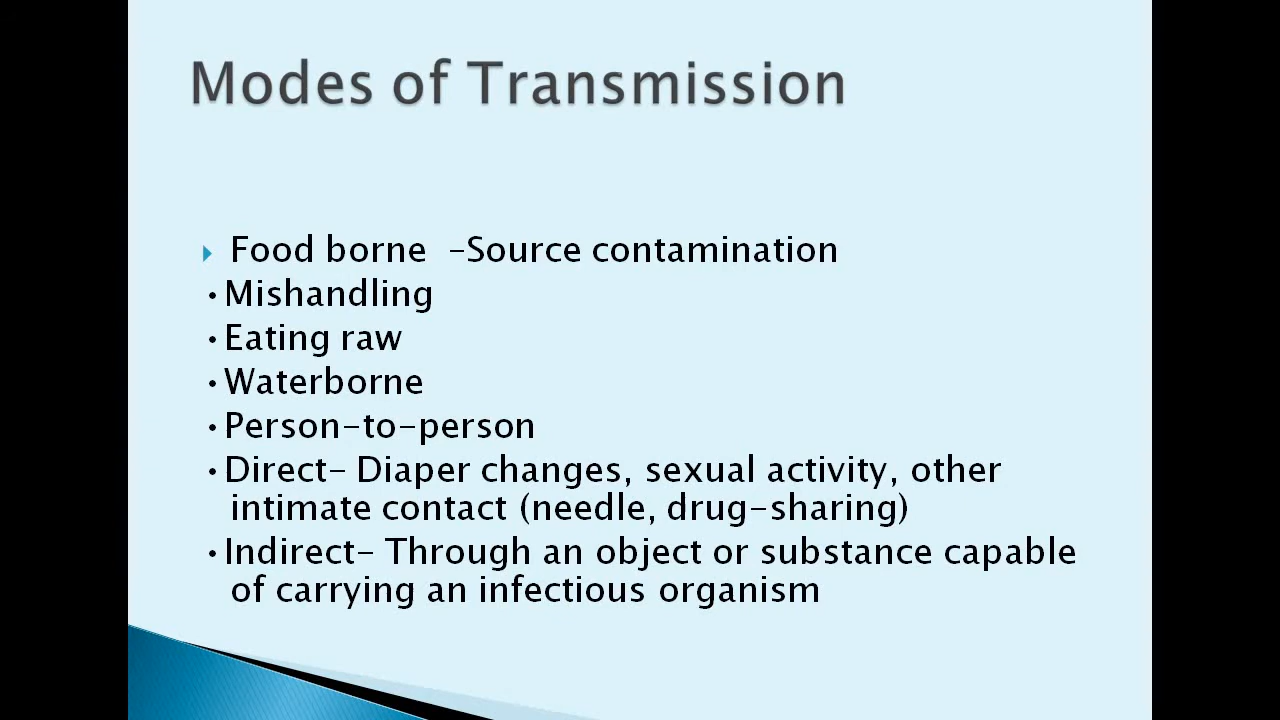 Modes of Transmission
Food borne  -Source contamination
•Mishandling
•Eating raw
•Waterborne
•Person-to-person
•Direct- Diaper changes, sexual activity, other
intimate contact (needle, drug-sharing)
•Indirect- Through an object or substance capable
of carrying an infectious organism